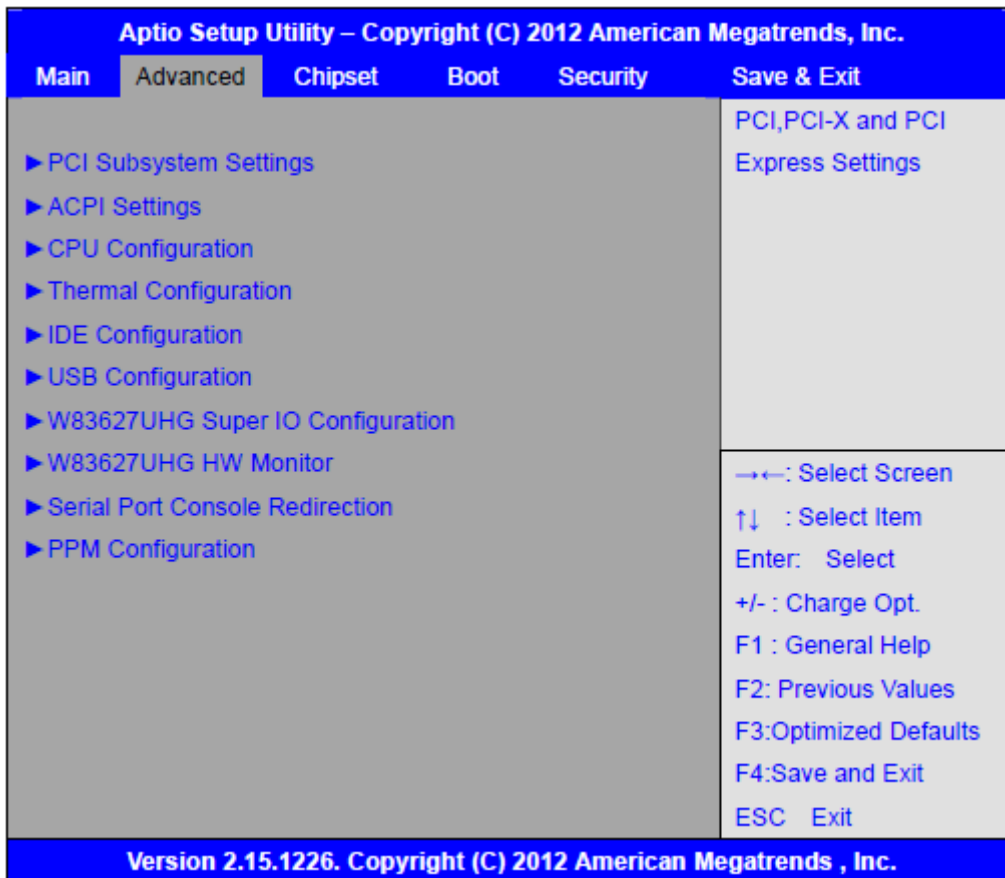 Aptio Setup Utility – Copyright (C) 2012 American Megatrends, Inc.
Main Advanced Chipset Boot Security Save & Exit
►PCI Subsystem Settings
►ACPI Settings
►CPU Configuration
►Thermal Configuration
►IDE Configuration
►USB Configuration
►W83627UHG Super IO Configuration
►W83627UHG HW Monitor
►Serial Port Console Redirection
►PPM Configuration
PCI,PCI-X and PCI
Express Settings
→←: Select Screen
↑↓ : Select Item
Enter: Select
+/- : Charge Opt.
F1 : General Help
F2: Previous Values
F3:Optimized Defaults
F4:Save and Exit
ESC Exit
Version 2.15.1226. Copyright (C) 2012 American Megatrends , Inc.